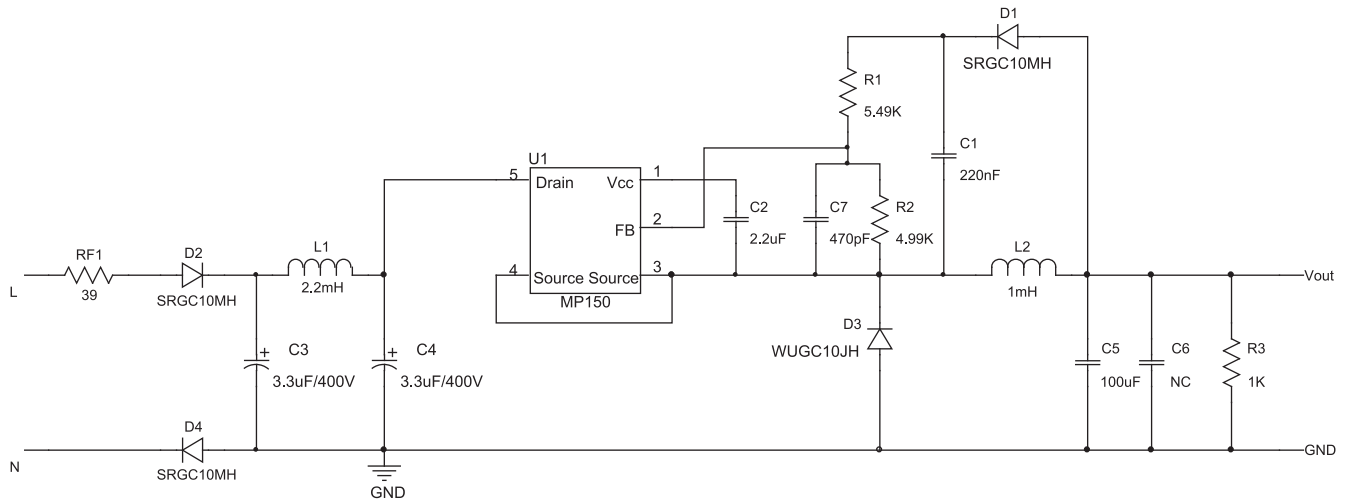 D1
SRGC10MH
R1
5.49K
C1
220nF
U1
5
Drain
Vcc
1
FB
2
4
Source Source
3
MP150
C2
2.2uF
C7
470pF
R2
4.99K
L2
1mH
Vout
L
RF1
39
D2
SRGC10MH
L1
2.2mH
D3
WUGC10JH
+
C3
3.3uF/400V
+
C4
3.3uF/400V
C5
100uF
C6
NC
R3
1K
N
D4
SRGC10MH
GND
GND